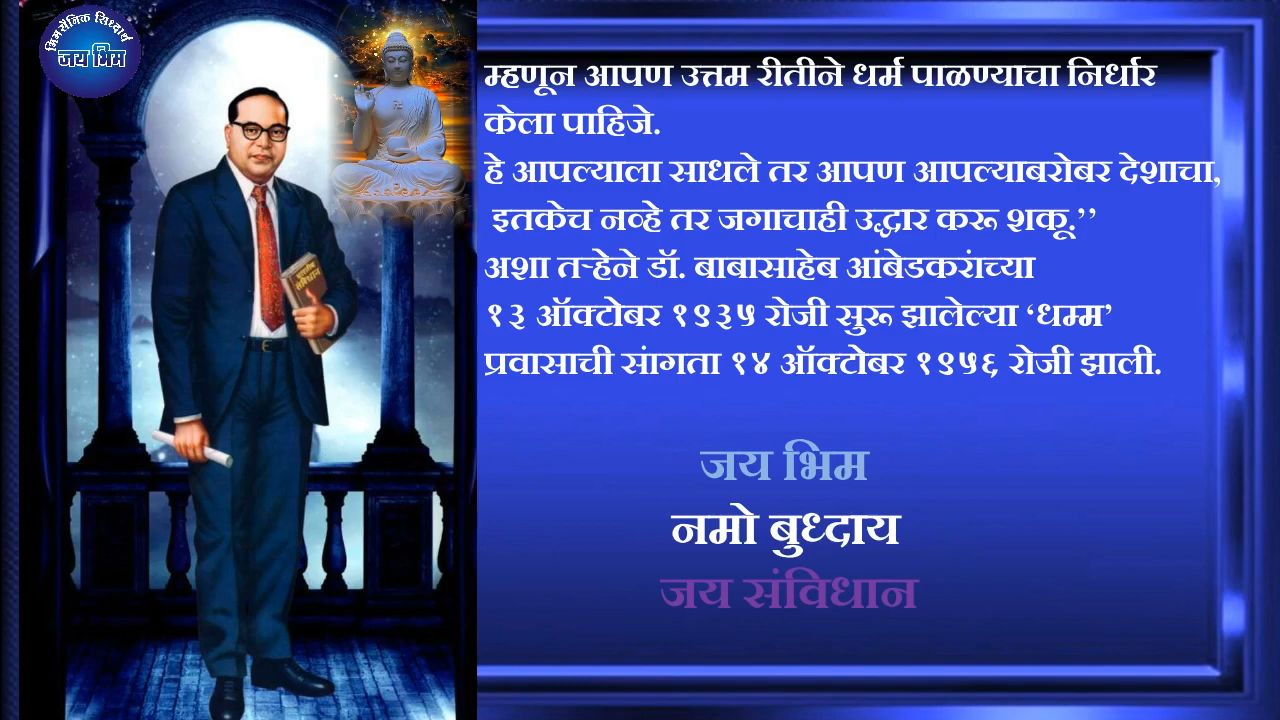 भिमसैनिक सिध्दार्थ
जय भिम
म्हणून आपण उत्तम रीतीने धर्म पाळण्याचा निर्धार
केला पाहिजे.
हे आपल्याला साधले तर आपण आपल्याबरोबर देशाचा,
इतकेच नव्हे तर जगाचाही उद्धार करू शकू.’’
अशा तऱ्हेने डॉ. बाबासाहेब आंबेडकरांच्या
१३ ऑक्टोबर १९३५ रोजी सुरू झालेल्या ‘धम्म’
प्रवासाची सांगता १४ ऑक्टोबर १९५६ रोजी झाली.
जय भिम
नमो बुध्दाय
जय संविधान
संविधान